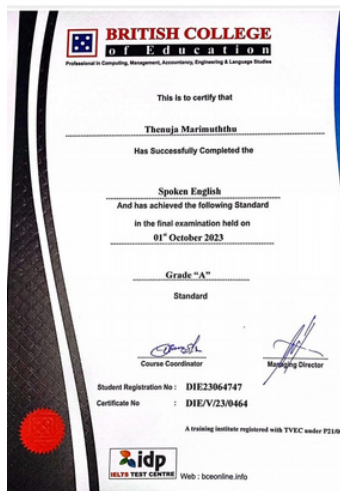 BRITISH COLLEGE
of Education
Professional in Computing, Management, Accountancy, Engineering & Language Studies
This is to certify that
Thenuja Marimuththu
Has Successfully Completed the
Spoken English
And has achieved the following Standard
in the final examination held on
01st October 2023
Grade "A"
Standard
Course Coordinator
Managing Director
Student Registration No : DIE23064747
Certificate No : DIE/V/23/0464
A training institute registered with TVEC under P21/0
idp
IELTS TEST CENTRE
Web : bceonline.info